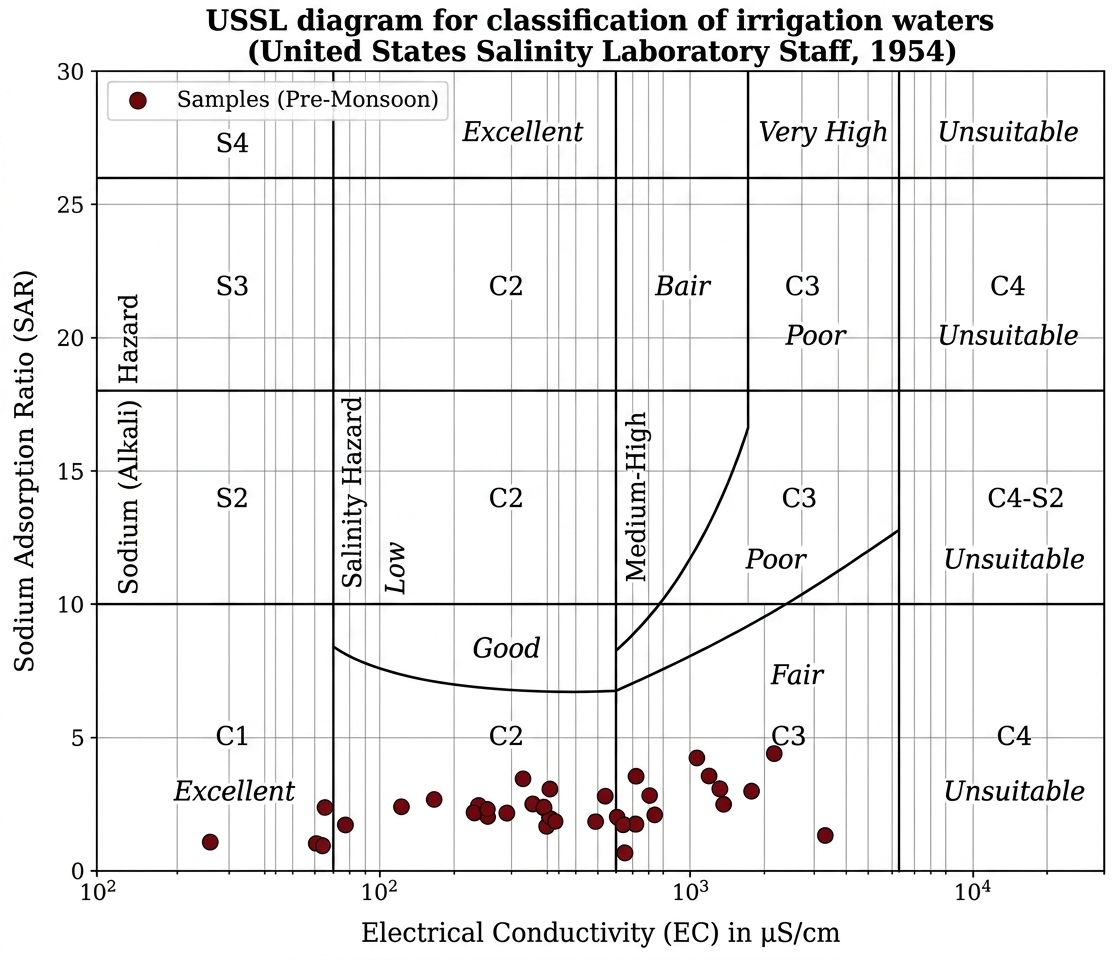 USSL diagram for classification of irrigation waters
(United States Salinity Laboratory Staff, 1954)
Samples (Pre-Monsoon)
S4
Excellent
Very High
Unsuitable
S3
C2
Bair
C3
C4
Poor
Unsuitable
Sodium (Alkali) Hazard
S2
Salinity Hazard
Low
C2
Medium-High
C3
C4-S2
Poor
Unsuitable
Good
Fair
C1
C2
C3
C4
Excellent
Unsuitable
30
25
20
15
10
5
0
Sodium Adsorption Ratio (SAR)
10²
10²
10³
10⁴
Electrical Conductivity (EC) in µS/cm